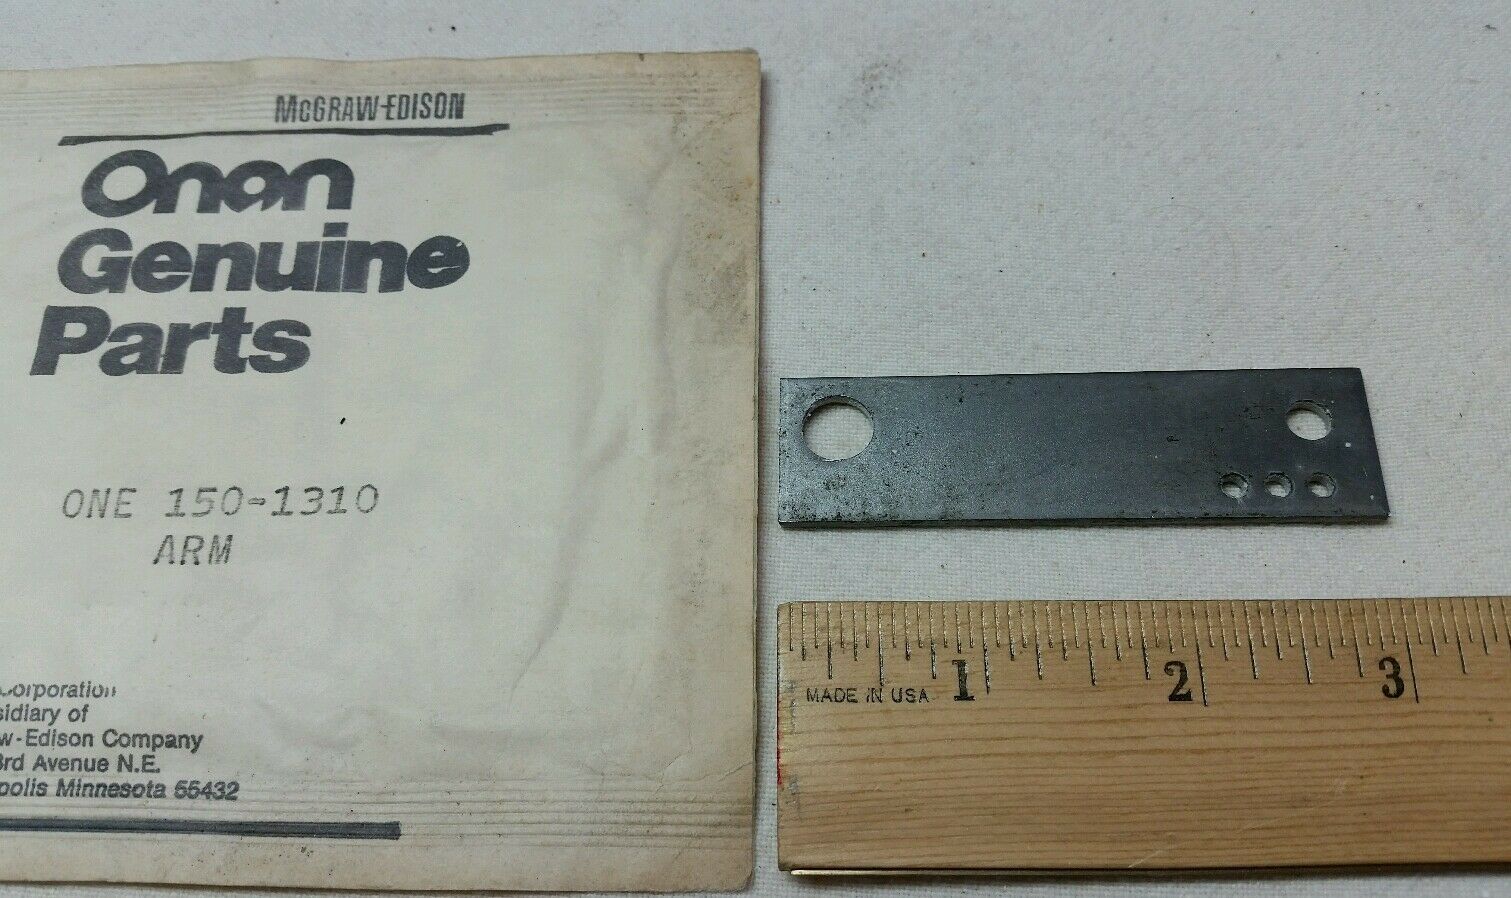 McGRAW-EDISON
Onan
Genuine
Parts
ONE 150-1310
ARM
Corporation
sidiary of
w-Edison Company
3rd Avenue N.E.
polis Minnesota 55432
1 2 3
MADE IN USA